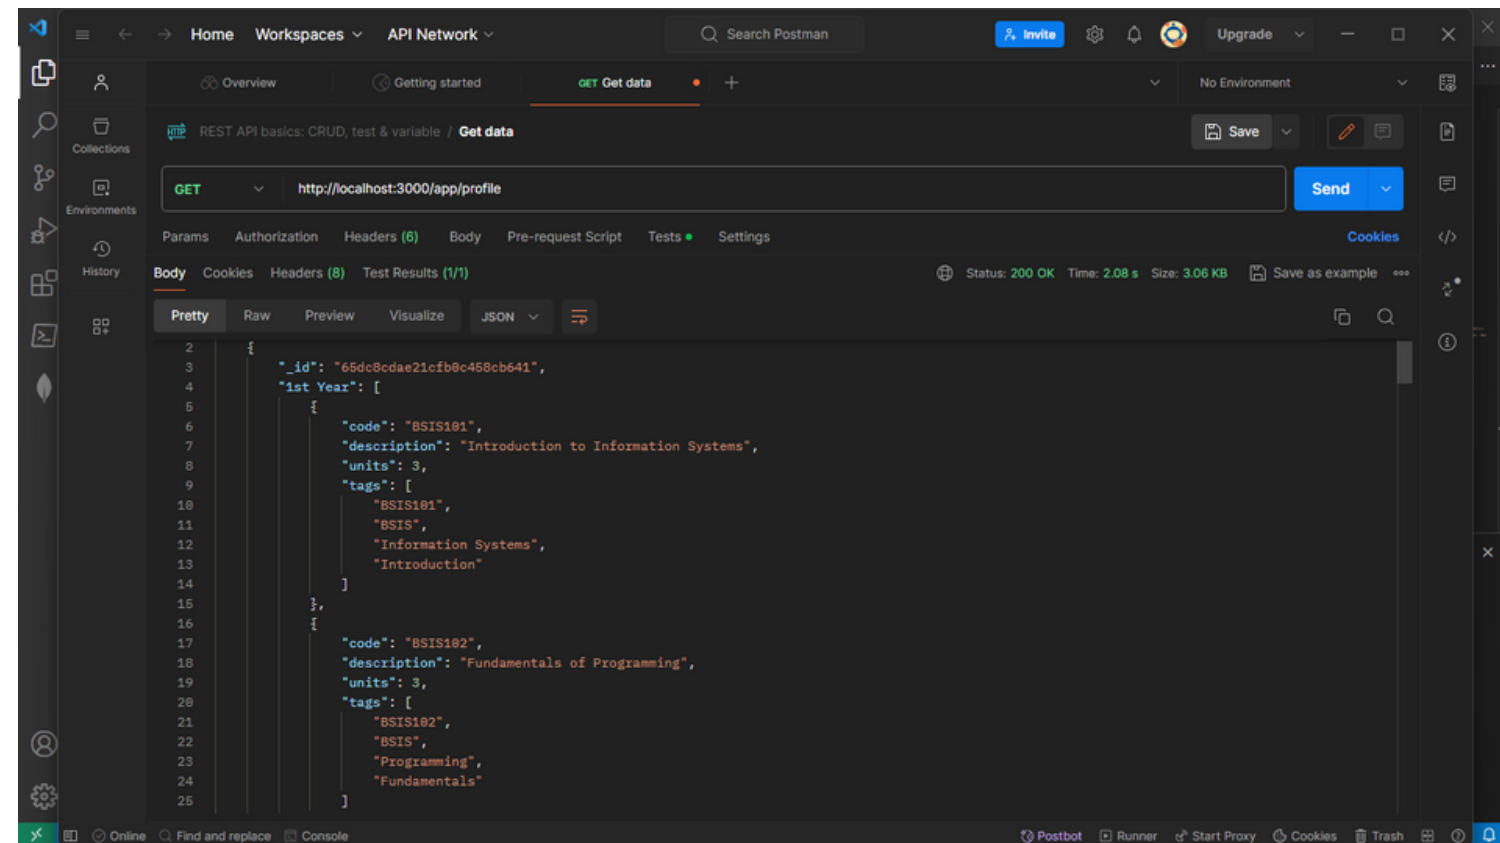 Home Workspaces API Network Search Postman Invite Upgrade
Overview Getting started GET Get data + No Environment
HTTP REST API basics: CRUD, test & variable / Get data Save
Collections
GET http://localhost:3000/app/profile Send
Environments
Params Authorization Headers (6) Body Pre-request Script Tests Settings Cookies
History
Body Cookies Headers (8) Test Results (1/1) Status: 200 OK Time: 2.08 s Size: 3.06 KB Save as example
Pretty Raw Preview Visualize JSON
2 {
3 "_id": "65dc8cdae21cfb0c458cb641",
4 "1st Year": [
5 {
6 "code": "BSIS101",
7 "description": "Introduction to Information Systems",
8 "units": 3,
9 "tags": [
10 "BSIS101",
11 "BSIS",
12 "Information Systems",
13 "Introduction"
14 ]
15 },
16 {
17 "code": "BSIS102",
18 "description": "Fundamentals of Programming",
19 "units": 3,
20 "tags": [
21 "BSIS102",
22 "BSIS",
23 "Programming",
24 "Fundamentals"
25 ]
Online Find and replace Console Postbot Runner Start Proxy Cookies Trash